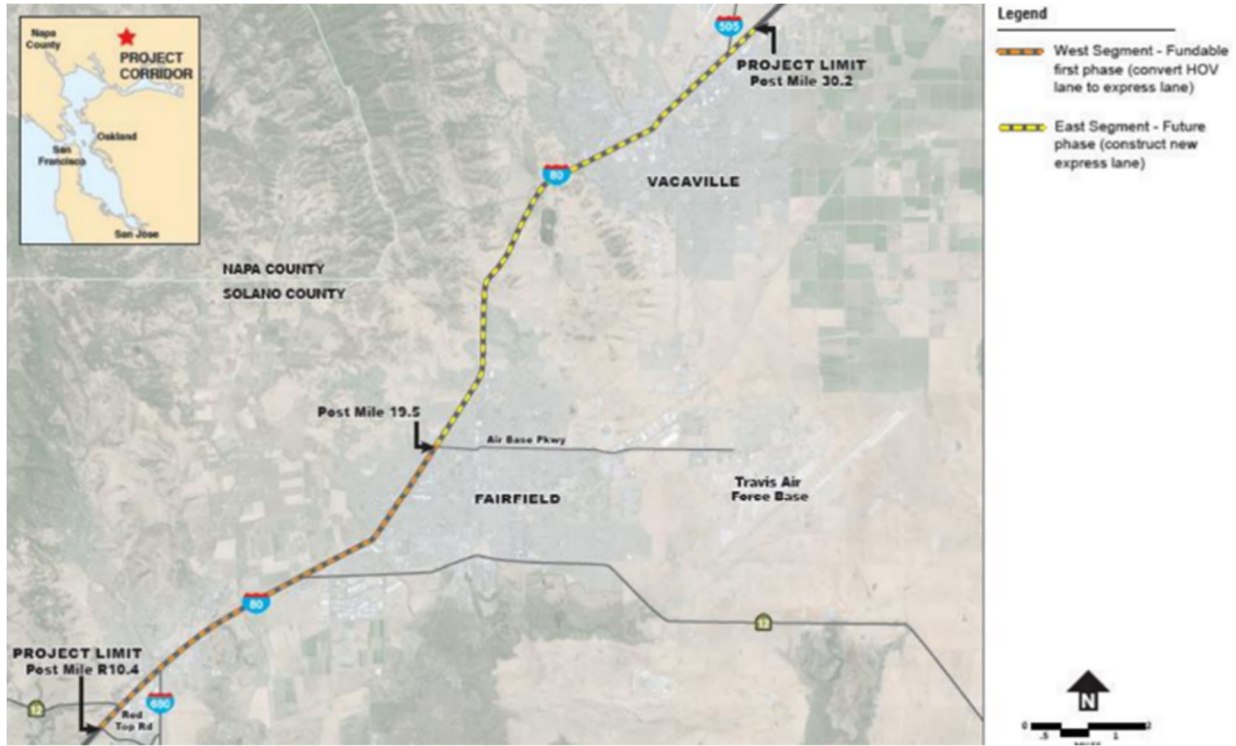 Napa
County
PROJECT
CORRIDOR
Oakland
San
Francisco
San Jose
505
PROJECT LIMIT
Post Mile 30.2
80
VACAVILLE
NAPA COUNTY
SOLANO COUNTY
Post Mile 19.5
Air Base Pkwy
FAIRFIELD
Travis Air
Force Base
80
12
PROJECT LIMIT
Post Mile R10.4
12
680
Red
Top Rd
Legend
West Segment - Fundable
first phase (convert HOV
lane to express lane)
East Segment - Future
phase (construct new
express lane)
N
0 .5 1 2
MILES